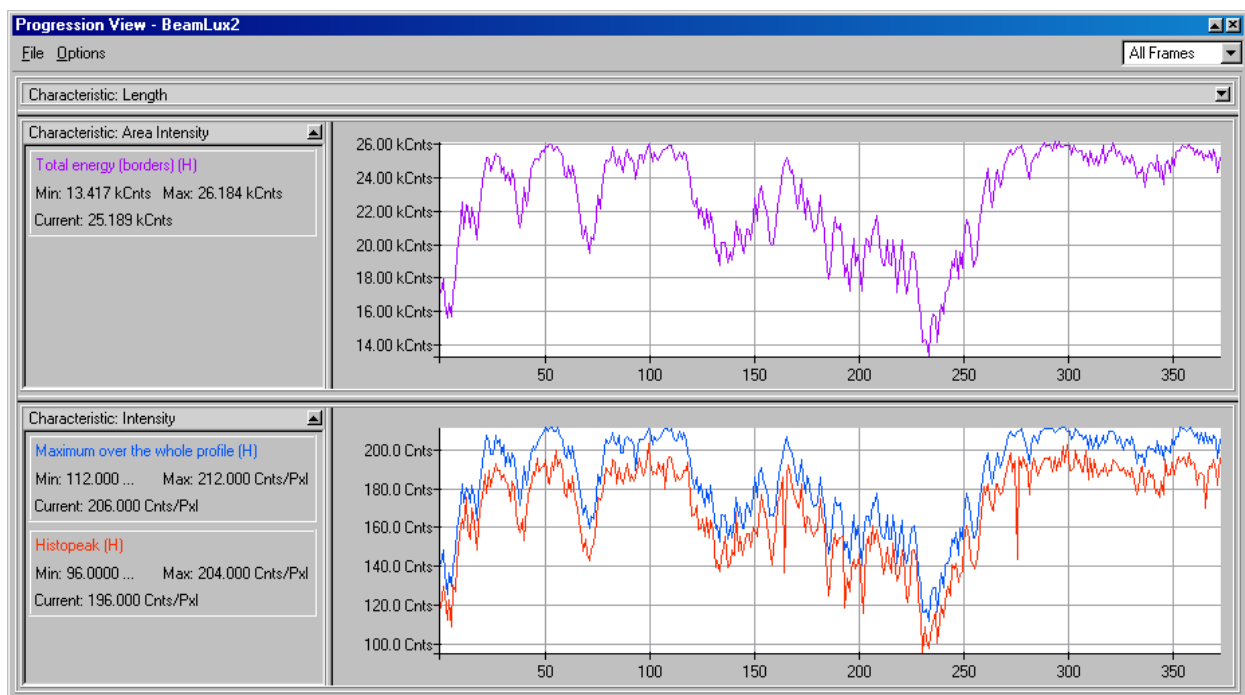 Progression View - BeamLux2
File Options
All Frames
Characteristic: Length
Characteristic: Area Intensity
Total energy (borders) (H)
Min: 13.417 kCnts Max: 26.184 kCnts
Current: 25.189 kCnts
26.00 kCnts
24.00 kCnts
22.00 kCnts
20.00 kCnts
18.00 kCnts
16.00 kCnts
14.00 kCnts
50 100 150 200 250 300 350
Characteristic: Intensity
Maximum over the whole profile (H)
Min: 112.000 ... Max: 212.000 Cnts/Pxl
Current: 206.000 Cnts/Pxl
Histopeak (H)
Min: 96.0000 ... Max: 204.000 Cnts/Pxl
Current: 196.000 Cnts/Pxl
200.0 Cnts
180.0 Cnts
160.0 Cnts
140.0 Cnts
120.0 Cnts
100.0 Cnts
50 100 150 200 250 300 350